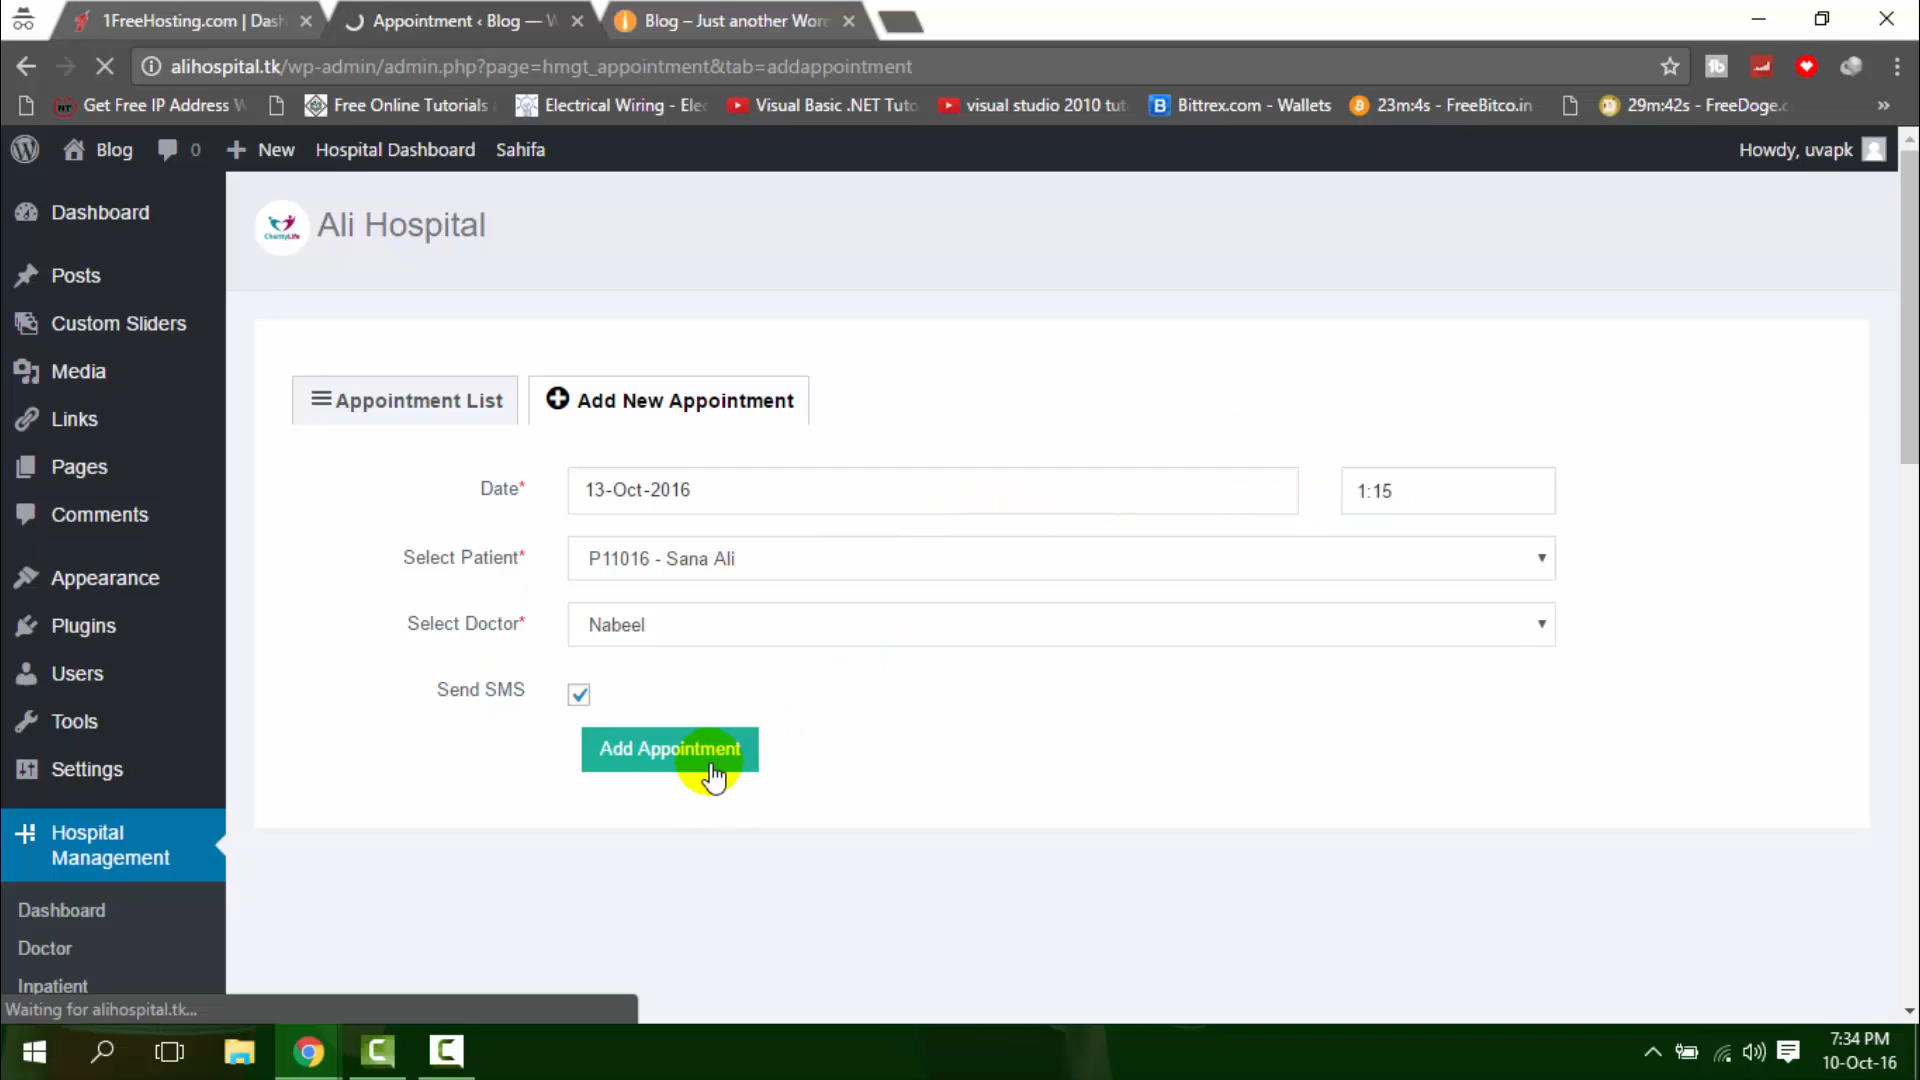 1FreeHosting.com | Dash
Appointment ‹ Blog — W
Blog – Just another Wor
alihospital.tk/wp-admin/admin.php?page=hmgt_appointment&tab=addappointment
Get Free IP Address W
Free Online Tutorials
Electrical Wiring - Elec
Visual Basic .NET Tuto
visual studio 2010 tut
Bittrex.com - Wallets
23m:4s - FreeBitco.in
29m:42s - FreeDoge.c
»
Blog
0
New
Hospital Dashboard
Sahifa
Howdy, uvapk
Dashboard
Posts
Custom Sliders
Media
Links
Pages
Comments
Appearance
Plugins
Users
Tools
Settings
Hospital
Management
Dashboard
Doctor
Inpatient
CharityLife
Ali Hospital
Appointment List
Add New Appointment
Date*
13-Oct-2016
1:15
Select Patient*
P11016 - Sana Ali
Select Doctor*
Nabeel
Send SMS
Add Appointment
Waiting for alihospital.tk...
7:34 PM
10-Oct-16